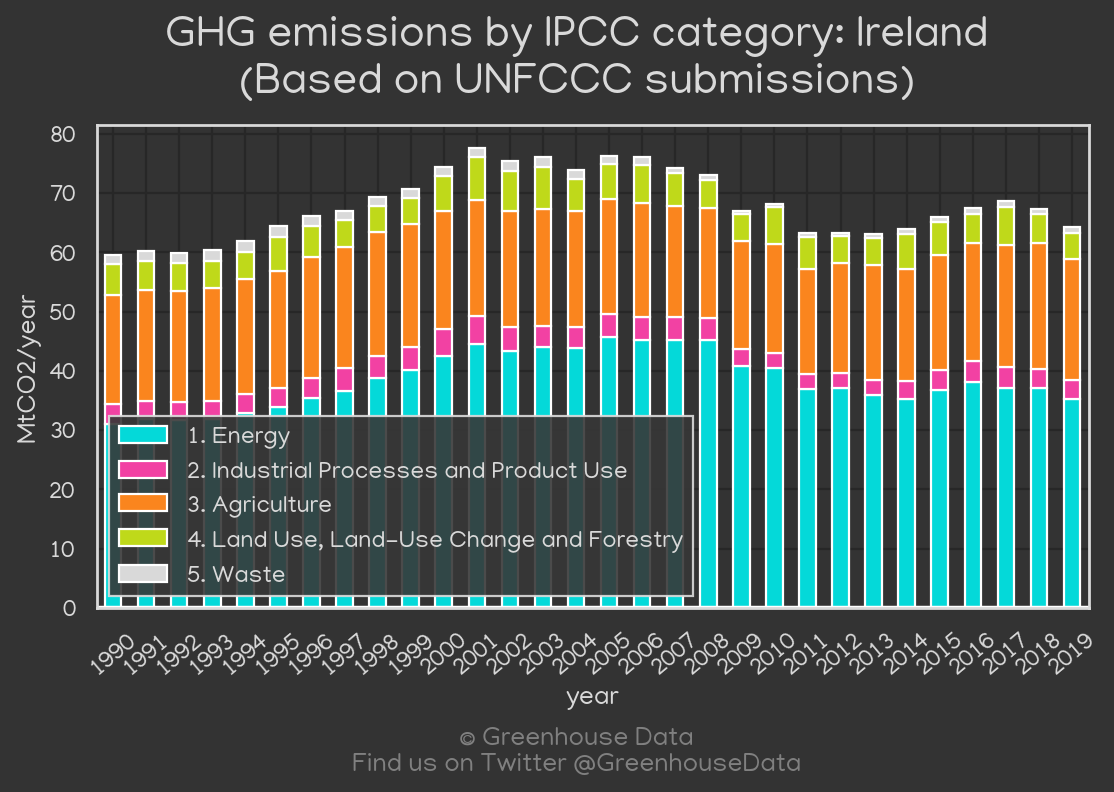 GHG emissions by IPCC category: Ireland
(Based on UNFCCC submissions)
MtCO2/year
80
70
60
50
40
30
20
10
0
1. Energy
2. Industrial Processes and Product Use
3. Agriculture
4. Land Use, Land-Use Change and Forestry
5. Waste
1990 1991 1992 1993 1994 1995 1996 1997 1998 1999 2000 2001 2002 2003 2004 2005 2006 2007 2008 2009 2010 2011 2012 2013 2014 2015 2016 2017 2018 2019
year
© Greenhouse Data
Find us on Twitter @GreenhouseData